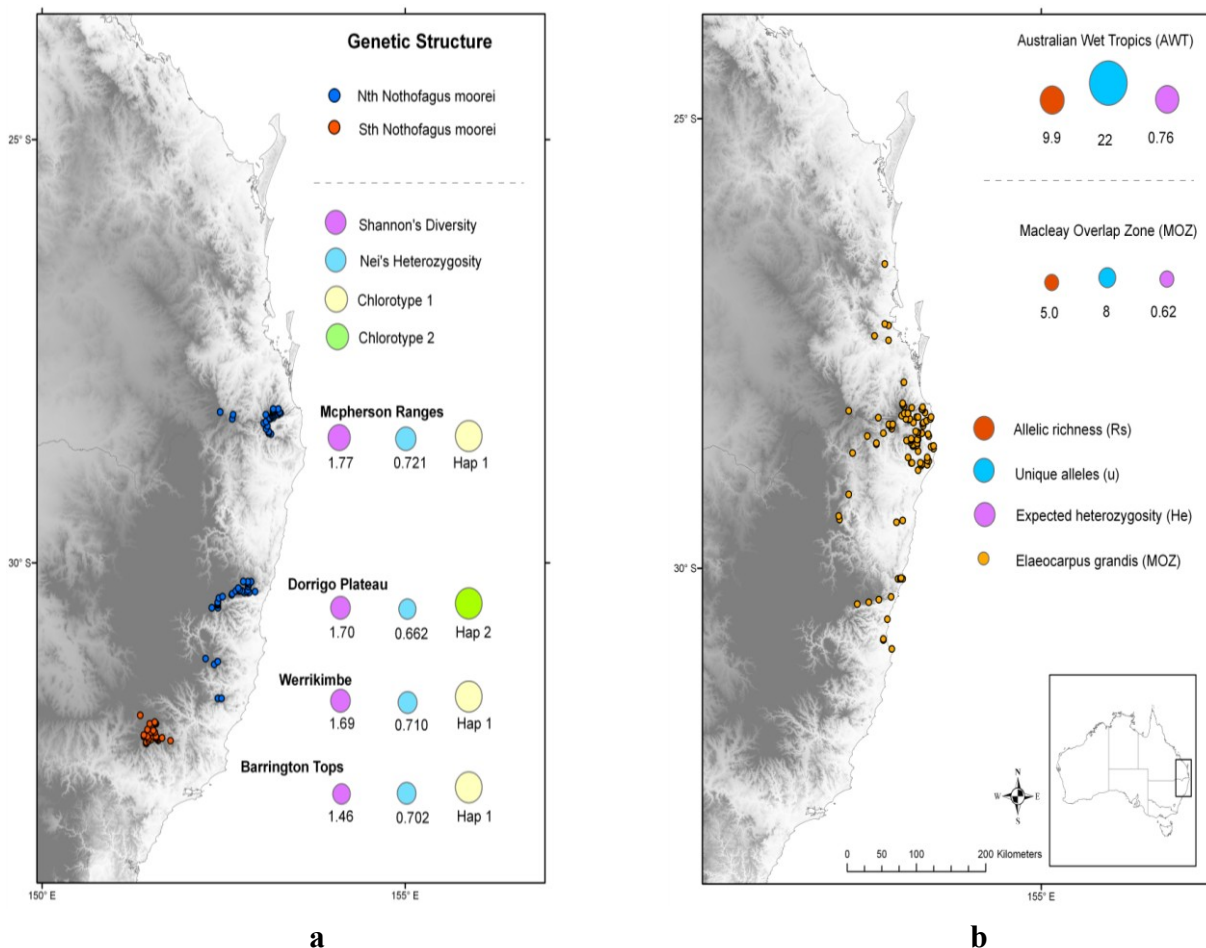 Genetic Structure
Nth Nothofagus moorei
Sth Nothofagus moorei
25° S
Shannon's Diversity
Nei's Heterozygosity
Chlorotype 1
Chlorotype 2
Mcpherson Ranges
1.77 0.721 Hap 1
30° S
Dorrigo Plateau
1.70 0.662 Hap 2
Werrikimbe
1.69 0.710 Hap 1
Barrington Tops
1.46 0.702 Hap 1
150° E 155° E
a
Australian Wet Tropics (AWT)
25° S
9.9 22 0.76
Macleay Overlap Zone (MOZ)
5.0 8 0.62
Allelic richness (Rs)
Unique alleles (u)
Expected heterozygosity (He)
Elaeocarpus grandis (MOZ)
30° S
N
W E
S
0 50 100 200 Kilometers
155° E
b